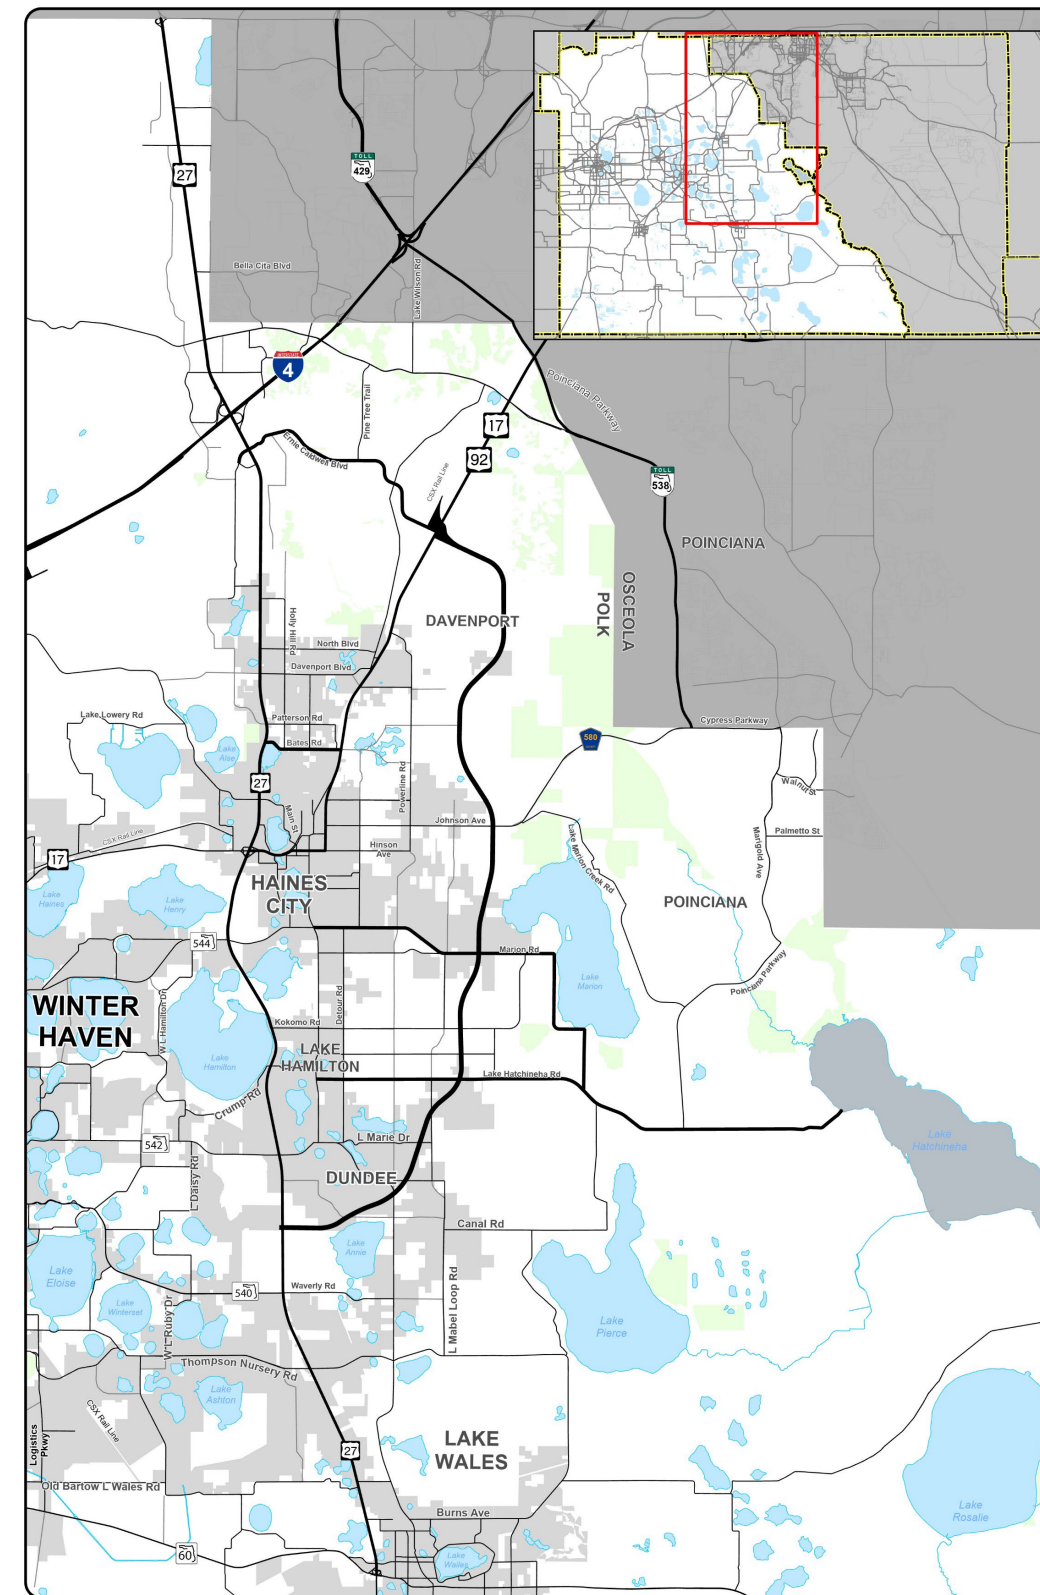 27
TOLL
429
Bella Cita Blvd
Lake Wilson Rd
INTERSTATE
4
Poinciana Parkway
Pine Tree Trail
17
92
Ernie Caldwell Blvd
CSX Rail Line
TOLL
538
POINCIANA
OSCEOLA
POLK
DAVENPORT
Holly Hill Rd
North Blvd
Davenport Blvd
Lake Lowery Rd
Patterson Rd
Bates Rd
Cypress Parkway
580
Lake
Alse
27
Powerline Rd
Walnut St
Main St
Johnson Ave
CSX Rail Line
17
Hinson
Ave
Palmetto St
Marigold Ave
Lake Marion Creek Rd
HAINES
CITY
Lake
Haines
Lake
Henry
POINCIANA
544
Marion Rd
Lake
Marion
Poinciana Parkway
WINTER
HAVEN
W L Hamilton Dr
Detour Rd
Kokomo Rd
LAKE
HAMILTON
Lake
Hamilton
Lake Hatchineha Rd
Crump Rd
542
L Marie Dr
Lake
Hatchineha
L Daisy Rd
DUNDEE
Canal Rd
Lake
Annie
Lake
Eloise
Waverly Rd
540
Lake
Winterset
W L Ruby Dr
L Mabel Loop Rd
Lake
Pierce
Thompson Nursery Rd
Lake
Ashton
CSX Rail Line
Logistics
Pkwy
27
LAKE
WALES
Old Bartow L Wales Rd
Burns Ave
Lake
Rosalie
60
Lake
Wailes